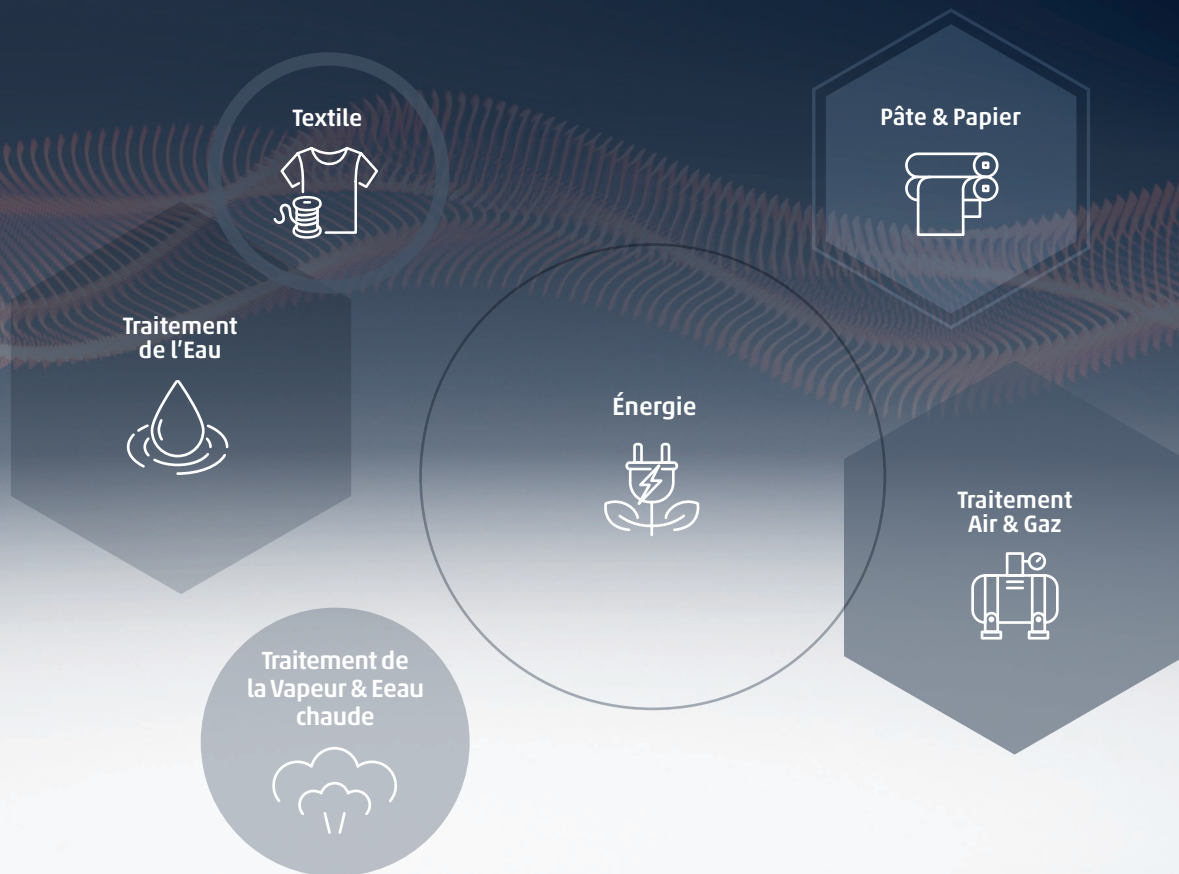 Textile
Pâte & Papier
Traitement
de l'Eau
Énergie
Traitement
Air & Gaz
Traitement de
la Vapeur & Eeau
chaude